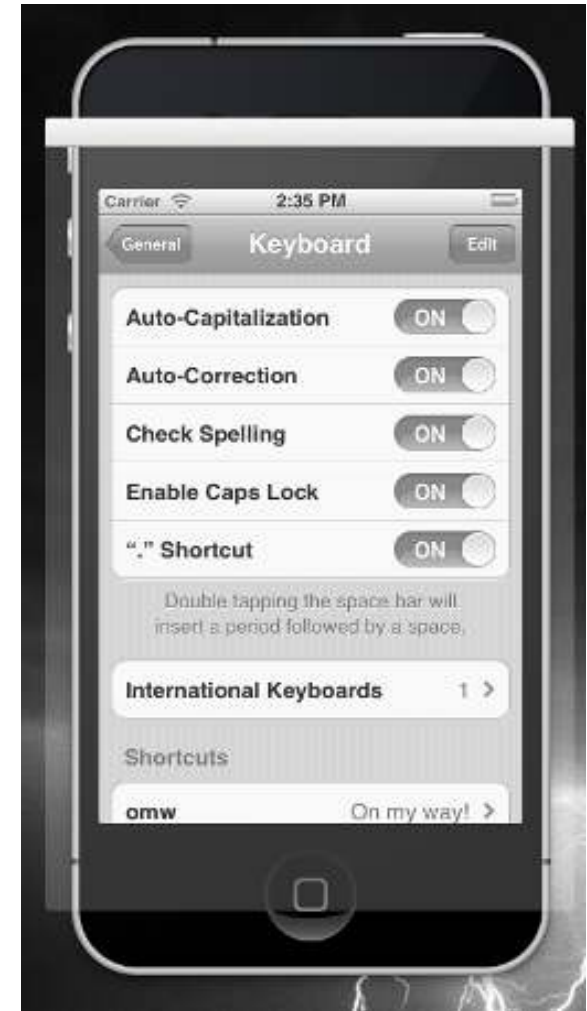 Carrier 2:35 PM
General Keyboard Edit
Auto-Capitalization ON
Auto-Correction ON
Check Spelling ON
Enable Caps Lock ON
“.” Shortcut ON
Double tapping the space bar will
insert a period followed by a space.
International Keyboards 1 >
Shortcuts
omw On my way! >